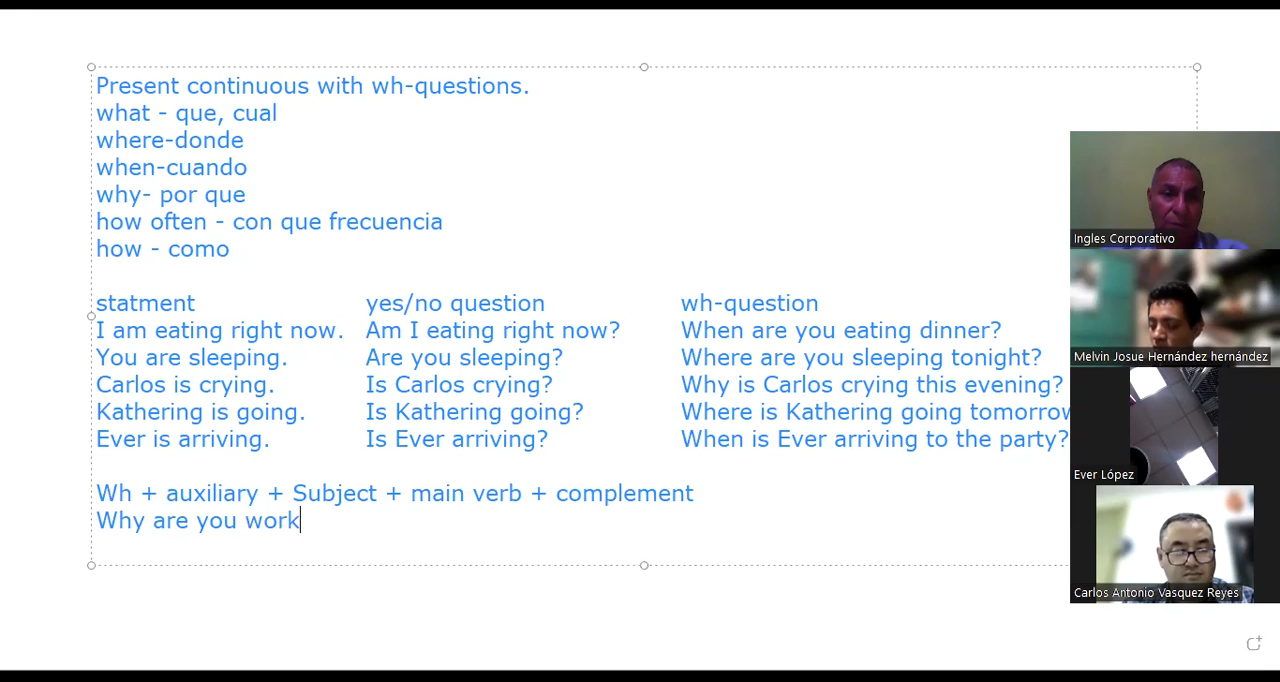 Present continuous with wh-questions.
what - que, cual
where-donde
when-cuando
why- por que
how often - con que frecuencia
how - como
statment yes/no question wh-question
I am eating right now. Am I eating right now? When are you eating dinner?
You are sleeping. Are you sleeping? Where are you sleeping tonight?
Carlos is crying. Is Carlos crying? Why is Carlos crying this evening?
Kathering is going. Is Kathering going? Where is Kathering going tomorrow
Ever is arriving. Is Ever arriving? When is Ever arriving to the party?
Wh + auxiliary + Subject + main verb + complement
Why are you work
Ingles Corporativo
Melvin Josue Hernández hernández
Ever López
Carlos Antonio Vasquez Reyes